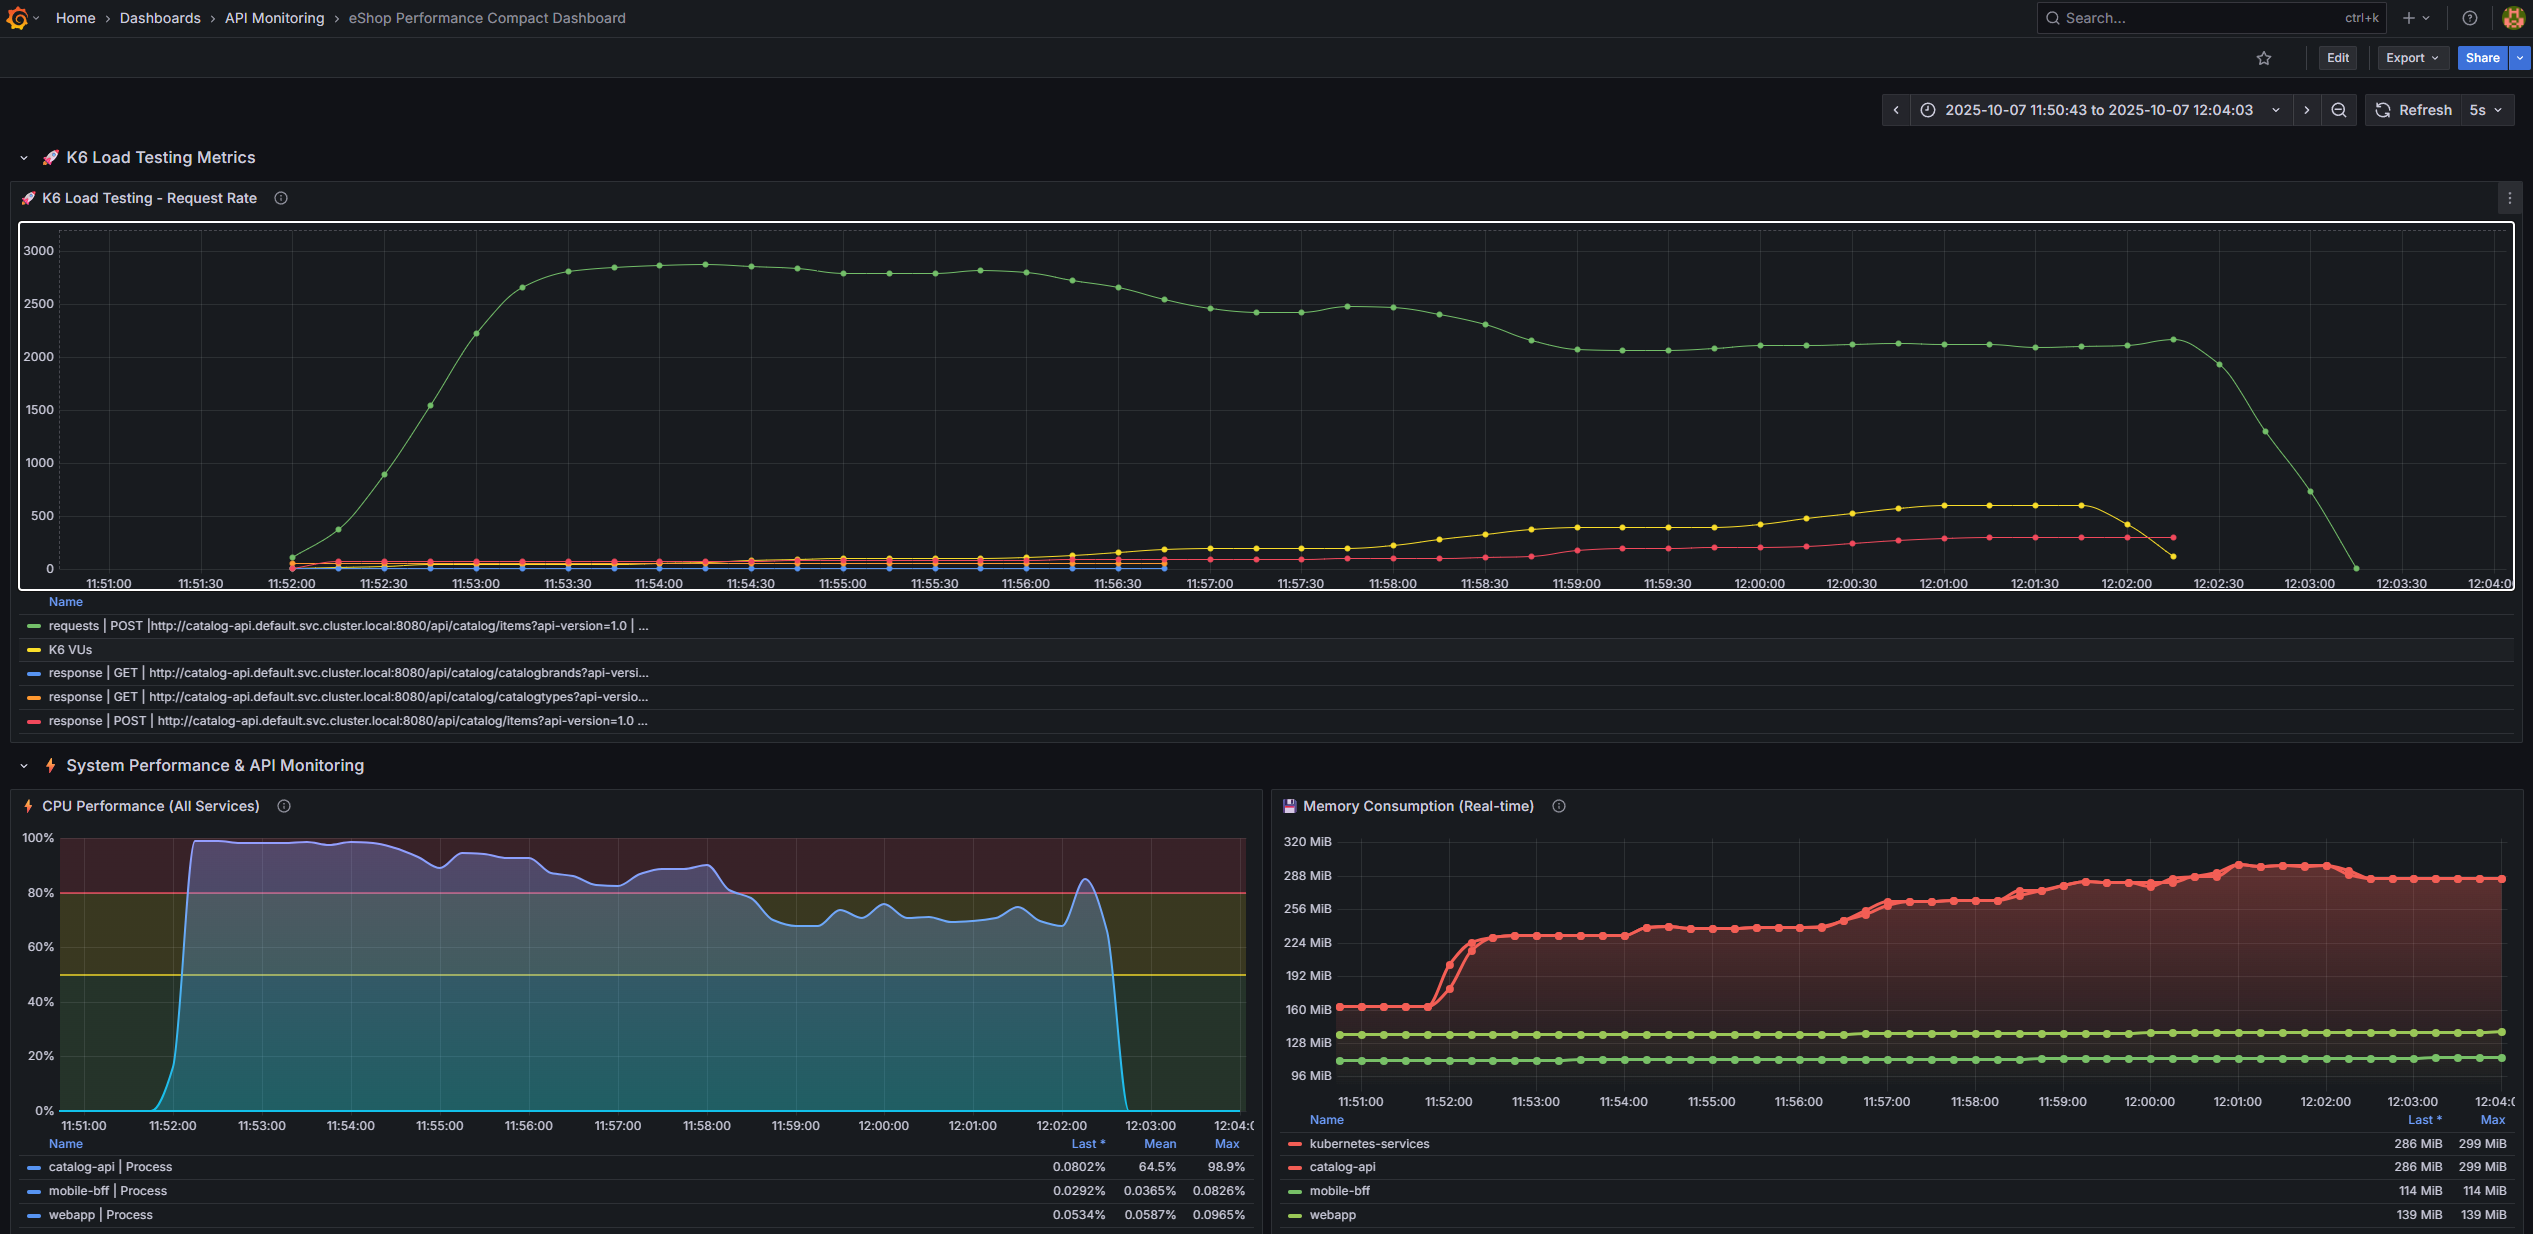 Home › Dashboards › API Monitoring › eShop Performance Compact Dashboard
Search... ctrl+k
Edit Export Share
2025-10-07 11:50:43 to 2025-10-07 12:04:03 Refresh 5s
🚀 K6 Load Testing Metrics
🚀 K6 Load Testing - Request Rate
3000
2500
2000
1500
1000
500
0
11:51:00 11:51:30 11:52:00 11:52:30 11:53:00 11:53:30 11:54:00 11:54:30 11:55:00 11:55:30 11:56:00 11:56:30 11:57:00 11:57:30 11:58:00 11:58:30 11:59:00 11:59:30 12:00:00 12:00:30 12:01:00 12:01:30 12:02:00 12:02:30 12:03:00 12:03:30 12:04:0
Name
requests | POST |http://catalog-api.default.svc.cluster.local:8080/api/catalog/items?api-version=1.0 | ...
K6 VUs
response | GET | http://catalog-api.default.svc.cluster.local:8080/api/catalog/catalogbrands?api-versi...
response | GET | http://catalog-api.default.svc.cluster.local:8080/api/catalog/catalogtypes?api-versio...
response | POST | http://catalog-api.default.svc.cluster.local:8080/api/catalog/items?api-version=1.0 ...
⚡ System Performance & API Monitoring
⚡ CPU Performance (All Services)
100%
80%
60%
40%
20%
0%
11:51:00 11:52:00 11:53:00 11:54:00 11:55:00 11:56:00 11:57:00 11:58:00 11:59:00 12:00:00 12:01:00 12:02:00 12:03:00 12:04:0
Name Last * Mean Max
catalog-api | Process 0.0802% 64.5% 98.9%
mobile-bff | Process 0.0292% 0.0365% 0.0826%
webapp | Process 0.0534% 0.0587% 0.0965%
💾 Memory Consumption (Real-time)
320 MiB
288 MiB
256 MiB
224 MiB
192 MiB
160 MiB
128 MiB
96 MiB
11:51:00 11:52:00 11:53:00 11:54:00 11:55:00 11:56:00 11:57:00 11:58:00 11:59:00 12:00:00 12:01:00 12:02:00 12:03:00 12:04:0
Name Last * Max
kubernetes-services 286 MiB 299 MiB
catalog-api 286 MiB 299 MiB
mobile-bff 114 MiB 114 MiB
webapp 139 MiB 139 MiB